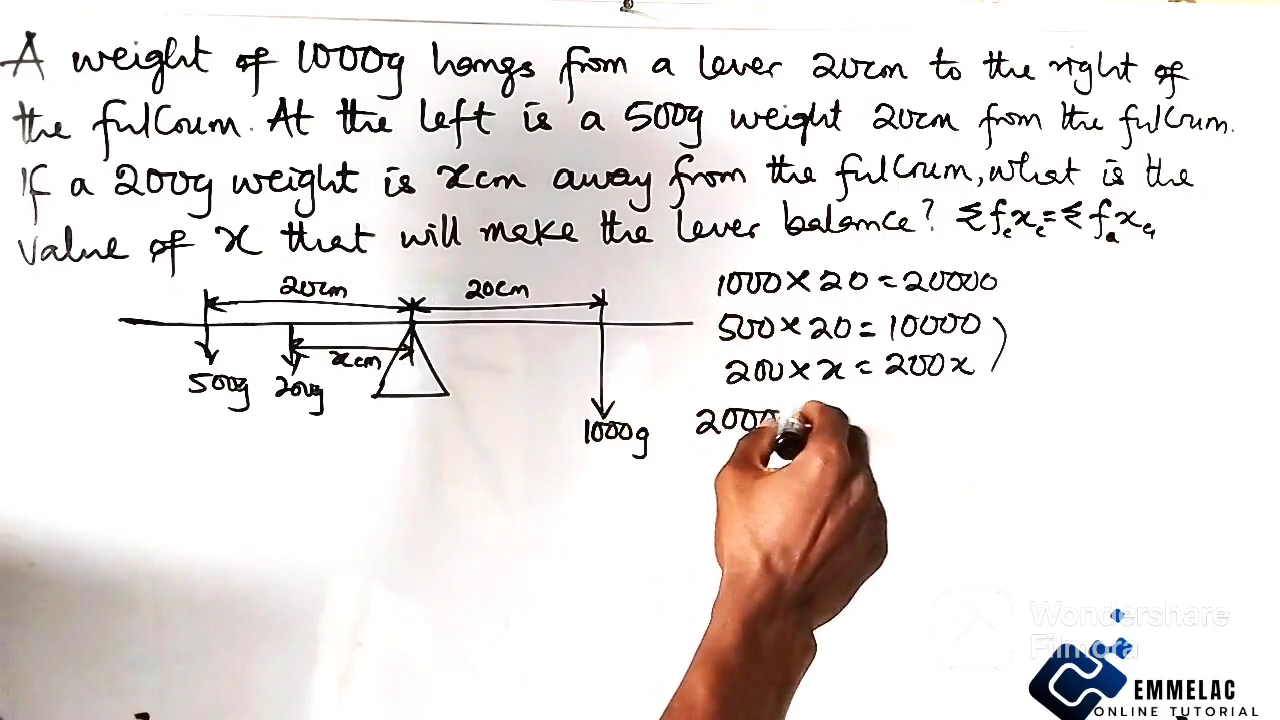 A weight of 1000g hangs from a lever 20cm to the right of
the fulcrum. At the left is a 500g weight 20cm from the fulcrum.
If a 200g weight is xcm away from the fulcrum, what is the
value of x that will make the lever balance? Σfcxc = Σfaxa
20cm 20cm
1000 × 20 = 20000
500 × 20 = 10000
200 × x = 200x
xcm
500g 200g
1000g
2000
Wondershare
Filmora
EMMELAC
ONLINE TUTORIAL